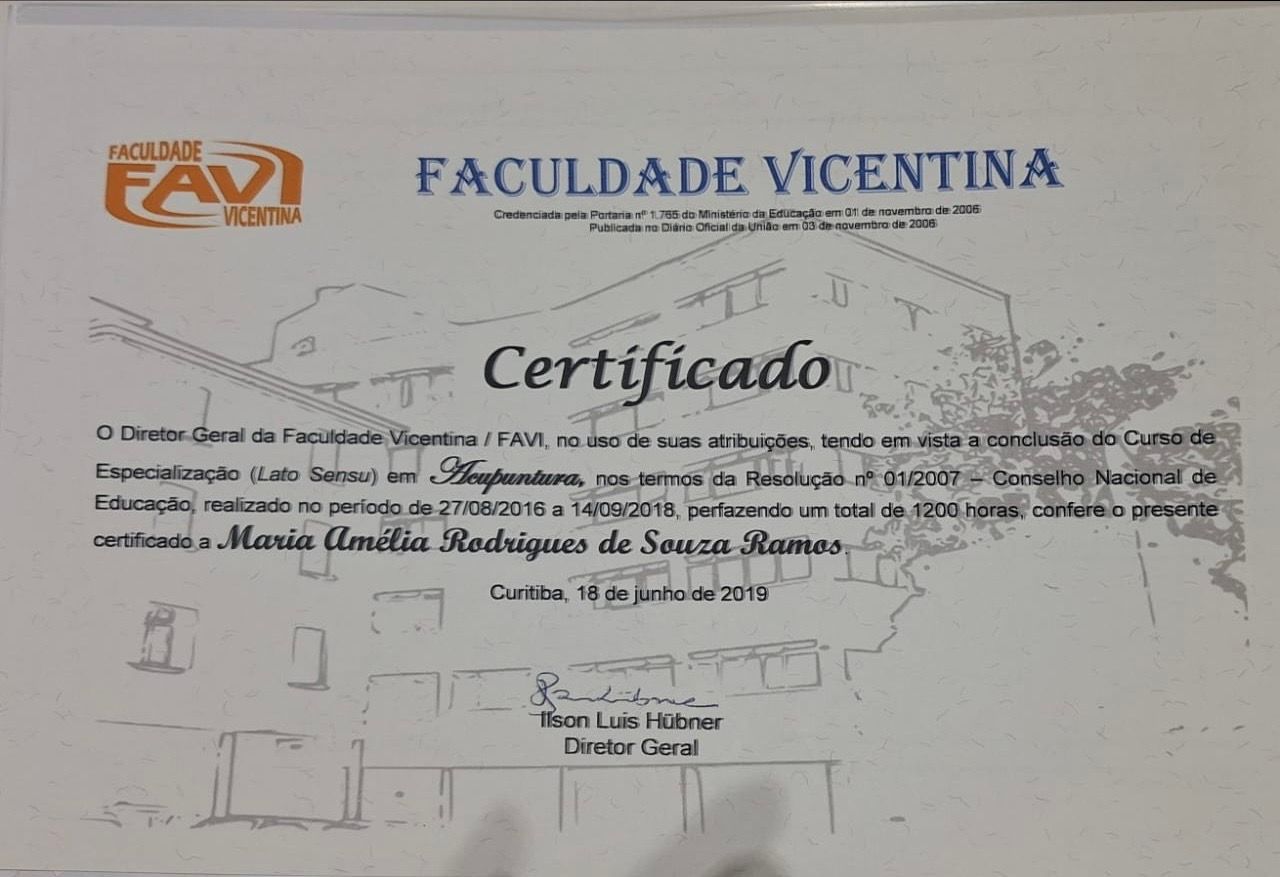 FACULDADE
FAVI
VICENTINA
FACULDADE VICENTINA
Credenciada pela Portaria nº 1.765 do Ministério da Educação em 01 de novembro de 2006
Publicada no Diário Oficial da União em 03 de novembro de 2006
Certificado
O Diretor Geral da Faculdade Vicentina / FAVI, no uso de suas atribuições, tendo em vista a conclusão do Curso de
Especialização (Lato Sensu) em Acupuntura, nos termos da Resolução nº 01/2007 – Conselho Nacional de
Educação, realizado no período de 27/08/2016 a 14/09/2018, perfazendo um total de 1200 horas, confere o presente
certificado a Maria Amélia Rodrigues de Souza Ramos.
Curitiba, 18 de junho de 2019
Ilson Luis Hübner
Diretor Geral